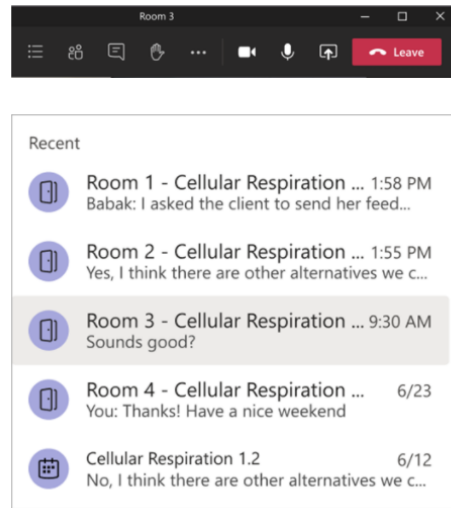 Room 3
Leave
Recent
Room 1 - Cellular Respiration ... 1:58 PM
Babak: I asked the client to send her feed...
Room 2 - Cellular Respiration ... 1:55 PM
Yes, I think there are other alternatives we c...
Room 3 - Cellular Respiration ... 9:30 AM
Sounds good?
Room 4 - Cellular Respiration ... 6/23
You: Thanks! Have a nice weekend
Cellular Respiration 1.2 6/12
No, I think there are other alternatives we c...